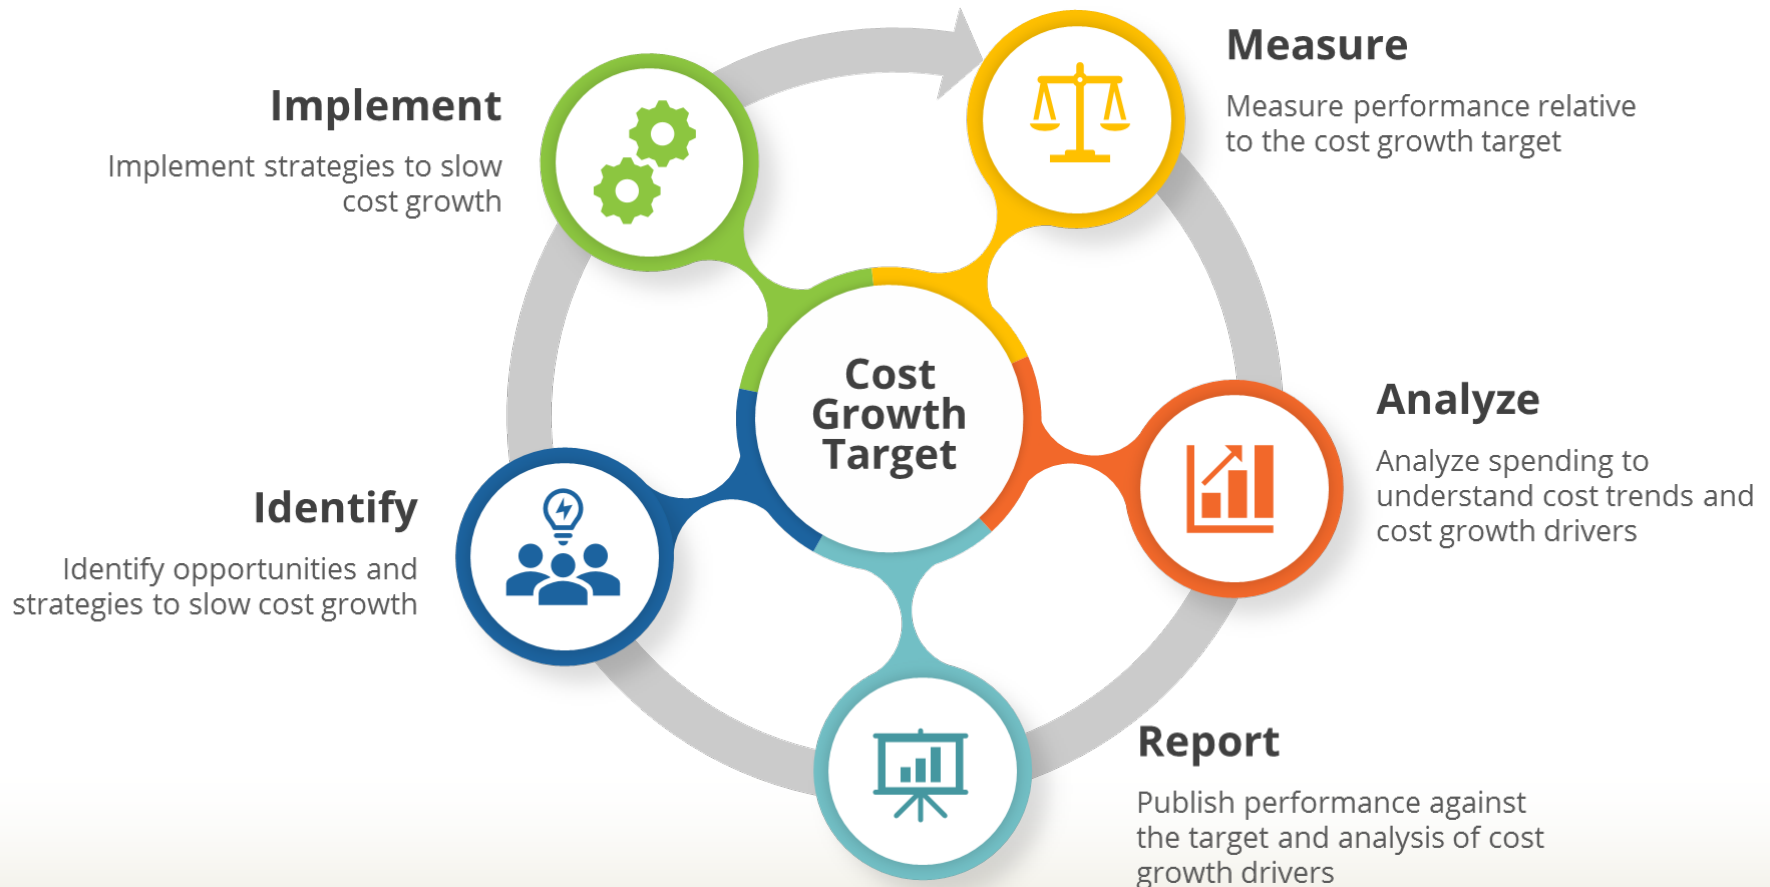 Measure
Measure performance relative
to the cost growth target
Analyze
Analyze spending to
understand cost trends and
cost growth drivers
Report
Publish performance against
the target and analysis of cost
growth drivers
Identify
Identify opportunities and
strategies to slow cost growth
Implement
Implement strategies to slow
cost growth
Cost
Growth
Target